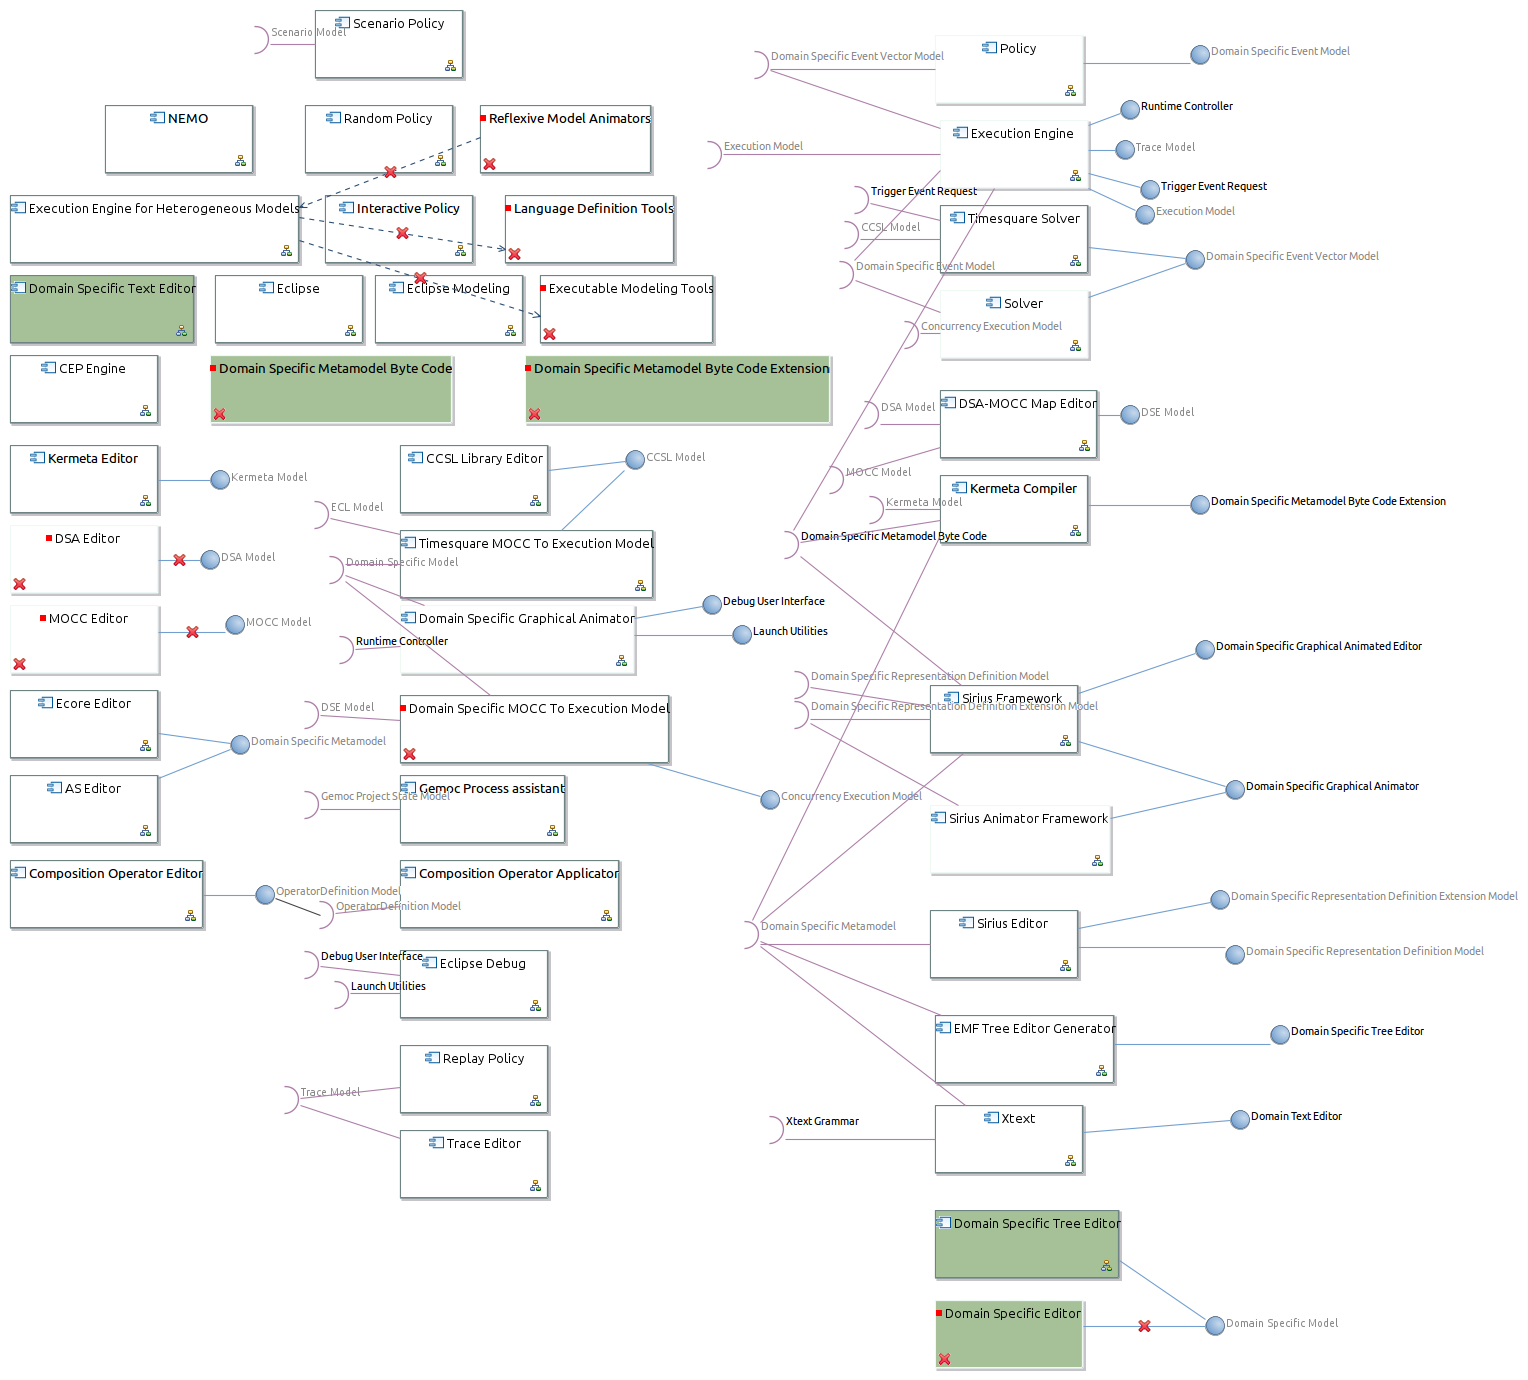 Scenario Model
Scenario Policy
NEMO
Random Policy
Reflexive Model Animators
Execution Engine for Heterogeneous Models
Interactive Policy
Language Definition Tools
Domain Specific Text Editor
Eclipse
Eclipse Modeling
Executable Modeling Tools
CEP Engine
Domain Specific Metamodel Byte Code
Domain Specific Metamodel Byte Code Extension
Kermeta Editor
Kermeta Model
CCSL Library Editor
CCSL Model
ECL Model
DSA Editor
DSA Model
Timesquare MOCC To Execution Model
Domain Specific Model
MOCC Editor
MOCC Model
Domain Specific Graphical Animator
Debug User Interface
Launch Utilities
Runtime Controller
Ecore Editor
DSE Model
Domain Specific MOCC To Execution Model
Domain Specific Metamodel
AS Editor
Gemoc Process assistant
Gemoc Project State Model
Concurrency Execution Model
Composition Operator Editor
OperatorDefinition Model
OperatorDefinition Model
Composition Operator Applicator
Debug User Interface
Eclipse Debug
Launch Utilities
Replay Policy
Trace Model
Trace Editor
Domain Specific Event Vector Model
Policy
Domain Specific Event Model
Runtime Controller
Execution Model
Execution Engine
Trace Model
Trigger Event Request
Execution Model
Trigger Event Request
Timesquare Solver
CCSL Model
Domain Specific Event Model
Domain Specific Event Vector Model
Solver
Concurrency Execution Model
DSA Model
DSA-MOCC Map Editor
DSE Model
MOCC Model
Kermeta Compiler
Kermeta Model
Domain Specific Metamodel Byte Code Extension
Domain Specific Metamodel Byte Code
Domain Specific Graphical Animated Editor
Domain Specific Representation Definition Model
Sirius Framework
Domain Specific Representation Definition Extension Model
Domain Specific Graphical Animator
Sirius Animator Framework
Domain Specific Representation Definition Extension Model
Domain Specific Metamodel
Sirius Editor
Domain Specific Representation Definition Model
EMF Tree Editor Generator
Domain Specific Tree Editor
Xtext Grammar
Xtext
Domain Text Editor
Domain Specific Tree Editor
Domain Specific Editor
Domain Specific Model